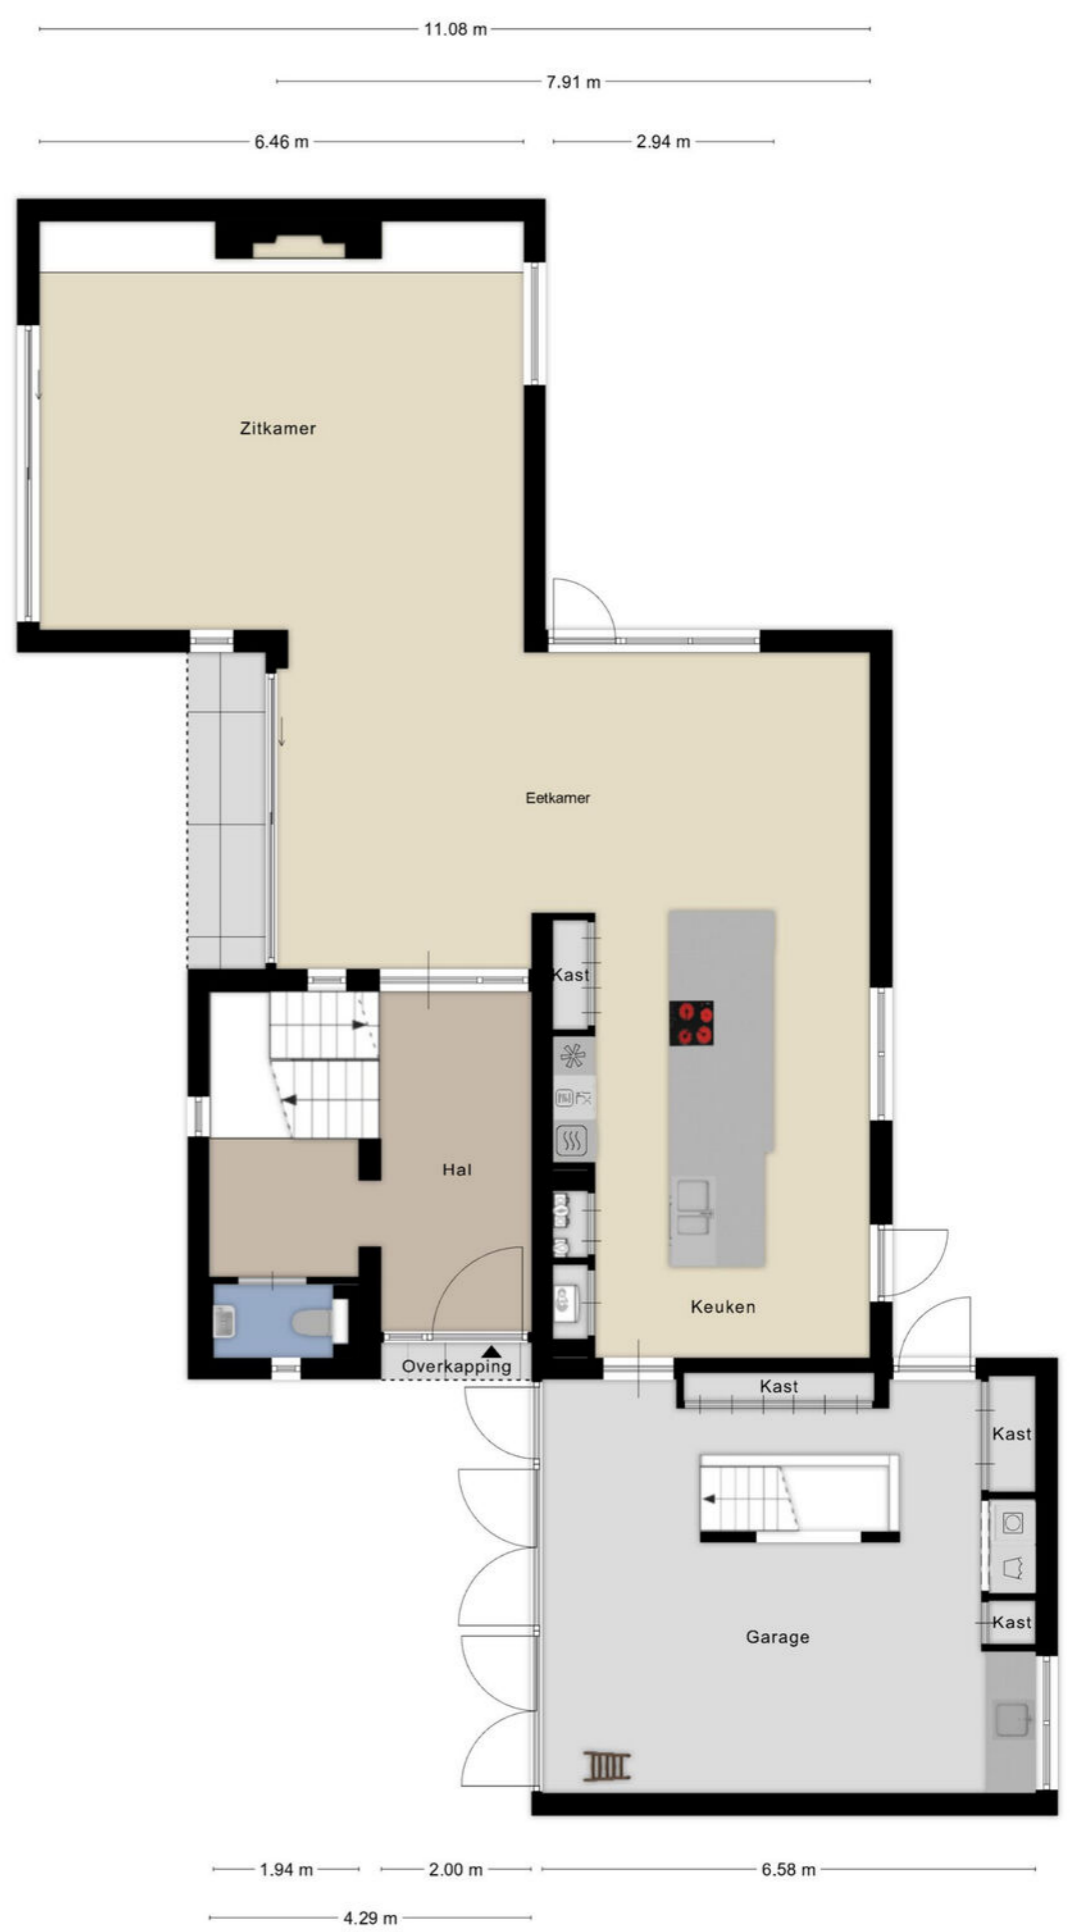 11.08 m
7.91 m
6.46 m
2.94 m
Zitkamer
Eetkamer
Kast
Hal
Keuken
Overkapping
Kast
Kast
Kast
Garage
1.94 m
2.00 m
6.58 m
4.29 m